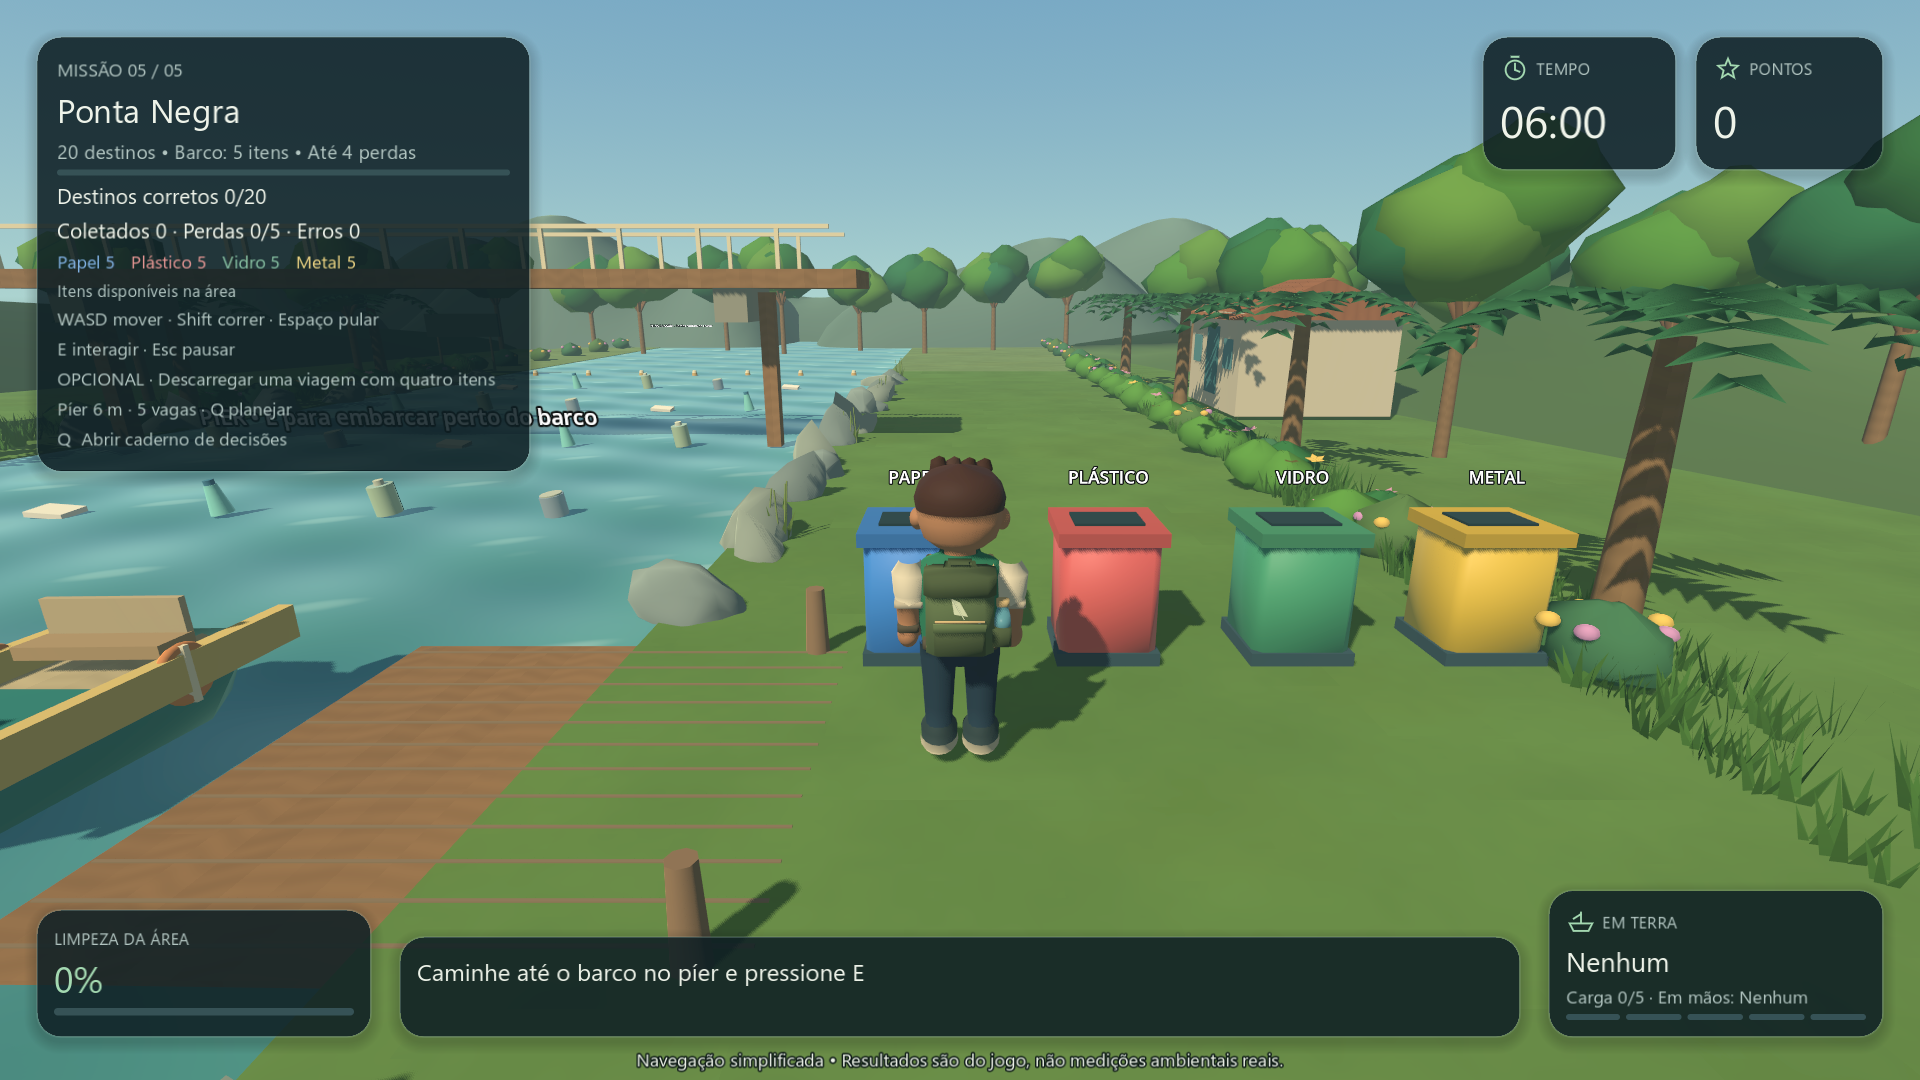 MISSÃO 05 / 05
Ponta Negra
20 destinos • Barco: 5 itens • Até 4 perdas
Destinos corretos 0/20
Coletados 0 · Perdas 0/5 · Erros 0
Papel 5 Plástico 5 Vidro 5 Metal 5
Itens disponíveis na área
WASD mover · Shift correr · Espaço pular
E interagir · Esc pausar
OPCIONAL · Descarregar uma viagem com quatro itens
Píer 6 m · 5 vagas · Q planejar
para embarcar perto do barco
Q Abrir caderno de decisões
TEMPO
06:00
PONTOS
0
PAPE
PLÁSTICO
VIDRO
METAL
LIMPEZA DA ÁREA
0%
Caminhe até o barco no píer e pressione E
EM TERRA
Nenhum
Carga 0/5 · Em mãos: Nenhum
Navegação simplificada • Resultados são do jogo, não medições ambientais reais.